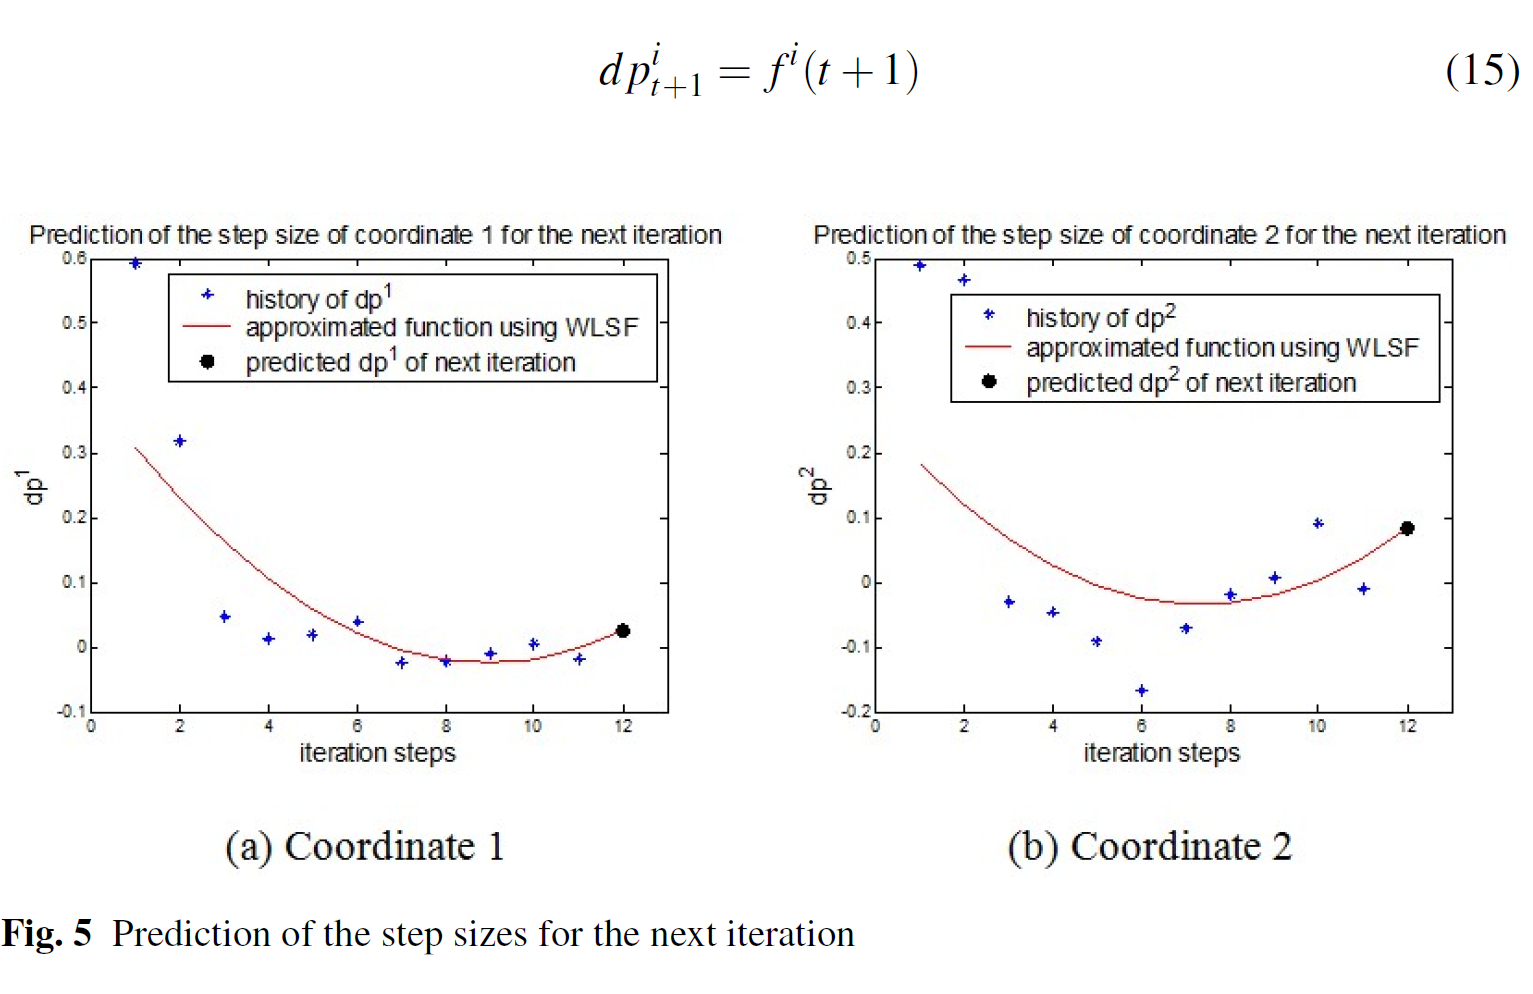 dp^i_{t+1} = f^i(t+1) (15)
Prediction of the step size of coordinate 1 for the next iteration
0.6
0.5
0.4
0.3
0.2
0.1
0
-0.1
dp^1
history of dp^1
approximated function using WLSF
predicted dp^1 of next iteration
0 2 4 6 8 10 12
iteration steps
(a) Coordinate 1
Prediction of the step size of coordinate 2 for the next iteration
0.5
0.4
0.3
0.2
0.1
0
-0.1
-0.2
dp^2
history of dp^2
approximated function using WLSF
predicted dp^2 of next iteration
0 2 4 6 8 10 12
iteration steps
(b) Coordinate 2
Fig. 5 Prediction of the step sizes for the next iteration